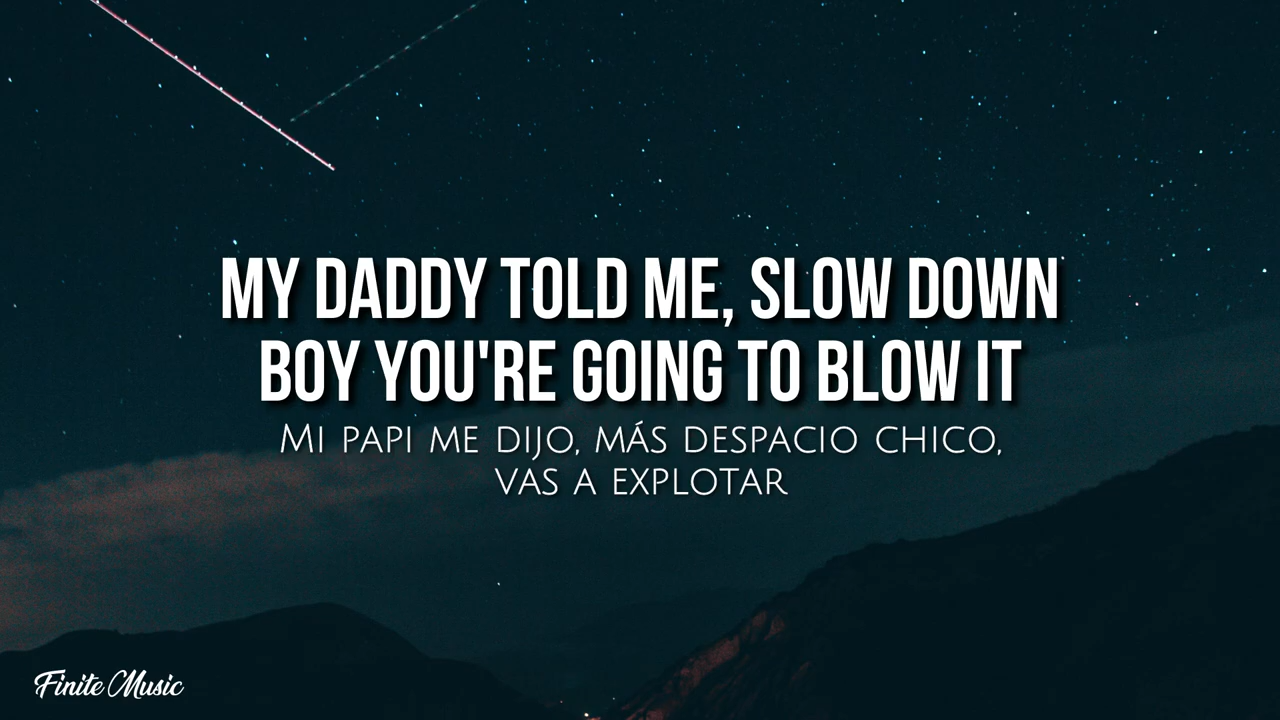 MY DADDY TOLD ME, SLOW DOWN
BOY YOU'RE GOING TO BLOW IT
MI PAPI ME DIJO, MÁS DESPACIO CHICO,
VAS A EXPLOTAR
Finite Music